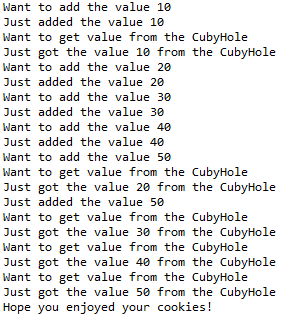 Want to add the value 10
Just added the value 10
Want to get value from the CubyHole
Just got the value 10 from the CubyHole
Want to add the value 20
Just added the value 20
Want to add the value 30
Just added the value 30
Want to add the value 40
Just added the value 40
Want to add the value 50
Want to get value from the CubyHole
Just got the value 20 from the CubyHole
Just added the value 50
Want to get value from the CubyHole
Just got the value 30 from the CubyHole
Want to get value from the CubyHole
Just got the value 40 from the CubyHole
Want to get value from the CubyHole
Just got the value 50 from the CubyHole
Hope you enjoyed your cookies!